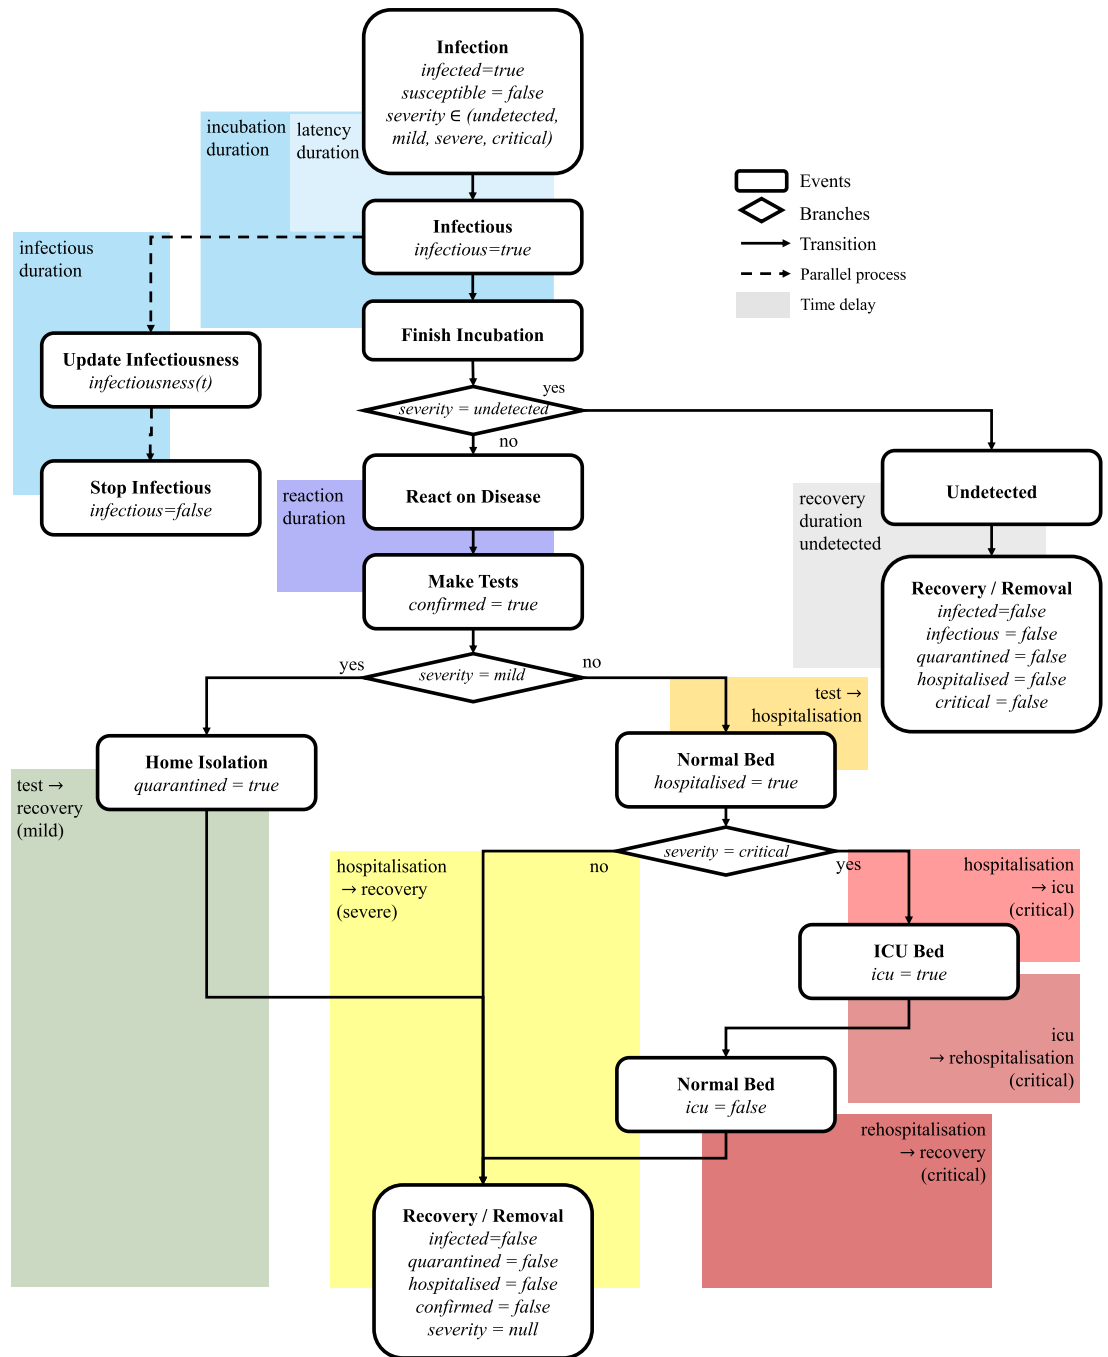 Infection
infected=true
susceptible = false
severity ∈ (undetected,
mild, severe, critical)
incubation
duration
latency
duration
Events
Branches
Transition
Parallel process
Time delay
Infectious
infectious=true
infectious
duration
Finish Incubation
Update Infectiousness
infectiousness(t)
severity = undetected
yes
no
Stop Infectious
infectious=false
reaction
duration
React on Disease
Undetected
recovery
duration
undetected
Make Tests
confirmed = true
Recovery / Removal
infected=false
infectious = false
quarantined = false
hospitalised = false
critical = false
yes
severity = mild
no
test →
hospitalisation
Home Isolation
quarantined = true
Normal Bed
hospitalised = true
test →
recovery
(mild)
severity = critical
no
yes
hospitalisation
→ recovery
(severe)
hospitalisation
→ icu
(critical)
ICU Bed
icu = true
icu
→ rehospitalisation
(critical)
Normal Bed
icu = false
rehospitalisation
→ recovery
(critical)
Recovery / Removal
infected=false
quarantined = false
hospitalised = false
confirmed = false
severity = null